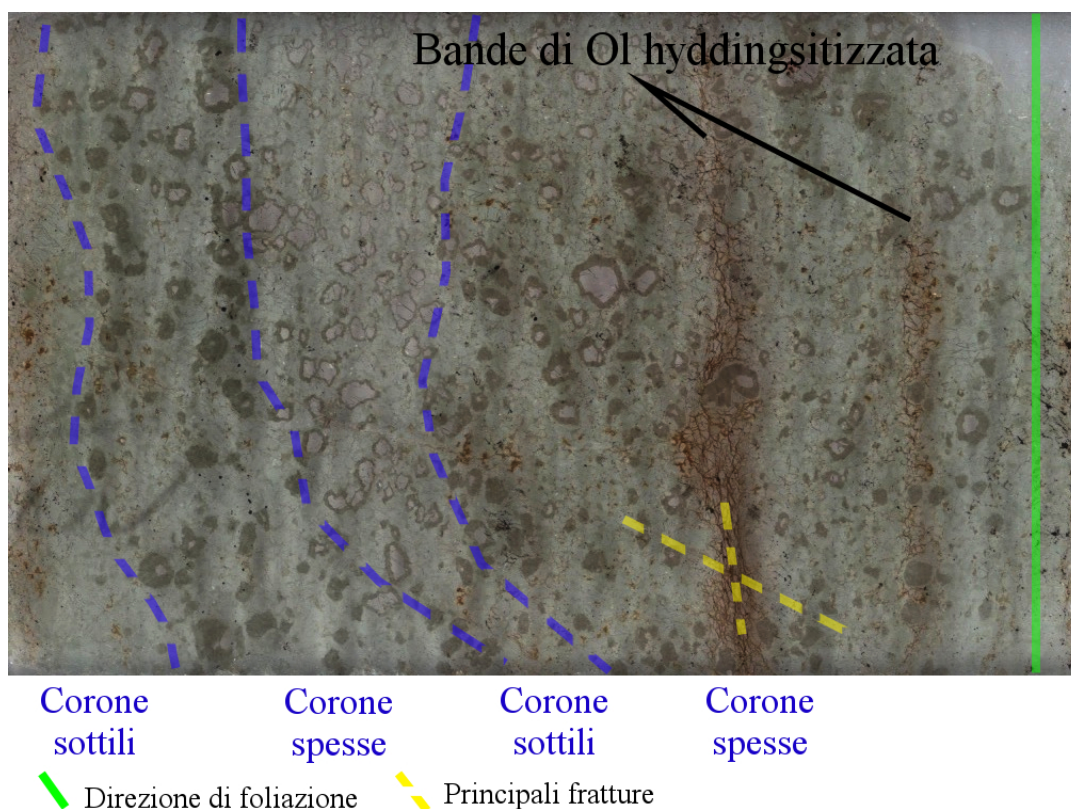 Bande di Ol hyddingsitizzata
Corone sottili
Corone spesse
Corone sottili
Corone spesse
Direzione di foliazione
Principali fratture